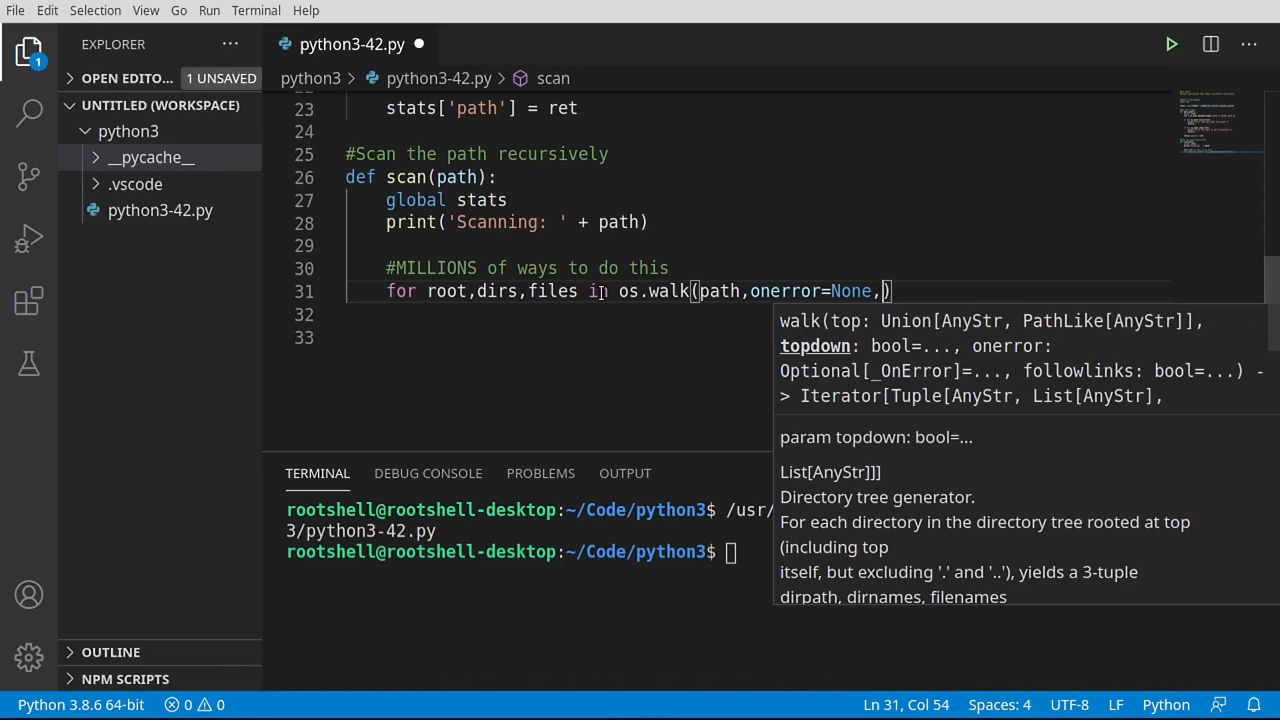 File Edit Selection View Go Run Terminal Help
EXPLORER
python3-42.py
1
OPEN EDITO... 1 UNSAVED
python3 > python3-42.py > scan
UNTITLED (WORKSPACE)
python3
__pycache__
.vscode
python3-42.py
23 stats['path'] = ret
24
25 #Scan the path recursively
26 def scan(path):
27 global stats
28 print('Scanning: ' + path)
29
30 #MILLIONS of ways to do this
31 for root,dirs,files in os.walk(path,onerror=None,)
32
33
walk(top: Union[AnyStr, PathLike[AnyStr]],
topdown: bool=..., onerror:
Optional[_OnError]=..., followlinks: bool=...) -
> Iterator[Tuple[AnyStr, List[AnyStr],
param topdown: bool=...
List[AnyStr]]]
Directory tree generator.
For each directory in the directory tree rooted at top
(including top
itself, but excluding '.' and '..'), yields a 3-tuple
dirpath, dirnames, filenames
TERMINAL DEBUG CONSOLE PROBLEMS OUTPUT
rootshell@rootshell-desktop:~/Code/python3$ /usr/
3/python3-42.py
rootshell@rootshell-desktop:~/Code/python3$
OUTLINE
NPM SCRIPTS
Python 3.8.6 64-bit 0 0 Ln 31, Col 54 Spaces: 4 UTF-8 LF Python